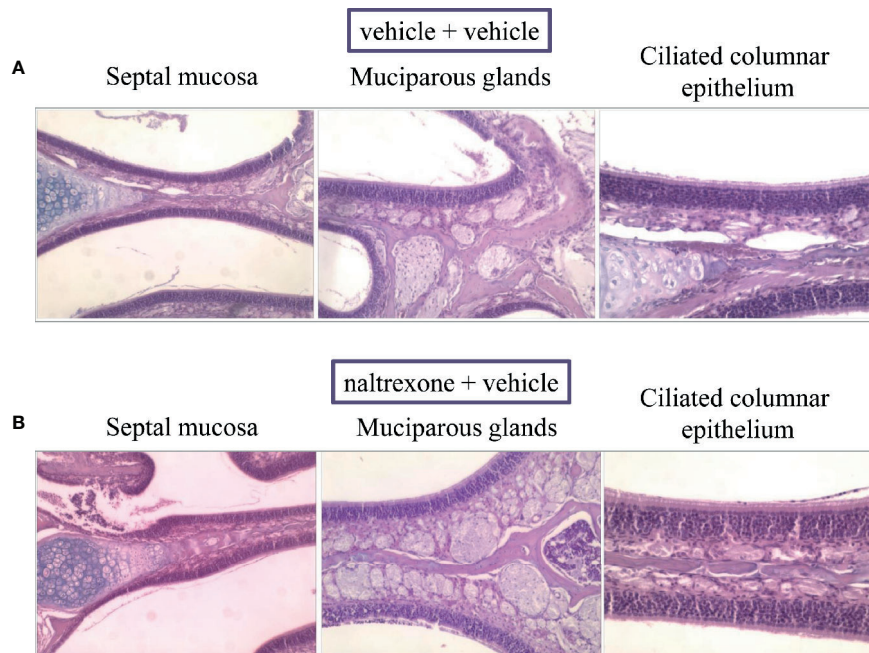 vehicle + vehicle
A
Septal mucosa
Muciparous glands
Ciliated columnar
epithelium
naltrexone + vehicle
B
Septal mucosa
Muciparous glands
Ciliated columnar
epithelium